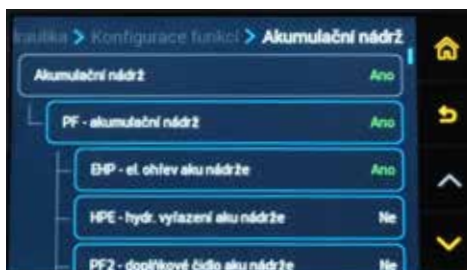 Konfigurace funkcí > Akumulační nádrž
Akumulační nádrž Ano
PF - akumulační nádrž Ano
EHP - el. ohřev aku nádrže Ano
HPE - hydr. vyřazení aku nádrže Ne
PF2 - doplňkové čidlo aku nádrže Ne